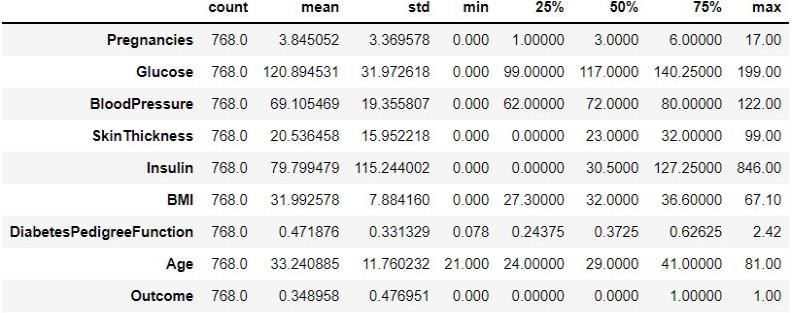 count mean std min 25% 50% 75% max
Pregnancies 768.0 3.845052 3.369578 0.000 1.00000 3.0000 6.00000 17.00
Glucose 768.0 120.894531 31.972618 0.000 99.00000 117.0000 140.25000 199.00
BloodPressure 768.0 69.105469 19.355807 0.000 62.00000 72.0000 80.00000 122.00
SkinThickness 768.0 20.536458 15.952218 0.000 0.00000 23.0000 32.00000 99.00
Insulin 768.0 79.799479 115.244002 0.000 0.00000 30.5000 127.25000 846.00
BMI 768.0 31.992578 7.884160 0.000 27.30000 32.0000 36.60000 67.10
DiabetesPedigreeFunction 768.0 0.471876 0.331329 0.078 0.24375 0.3725 0.62625 2.42
Age 768.0 33.240885 11.760232 21.000 24.00000 29.0000 41.00000 81.00
Outcome 768.0 0.348958 0.476951 0.000 0.00000 0.0000 1.00000 1.00